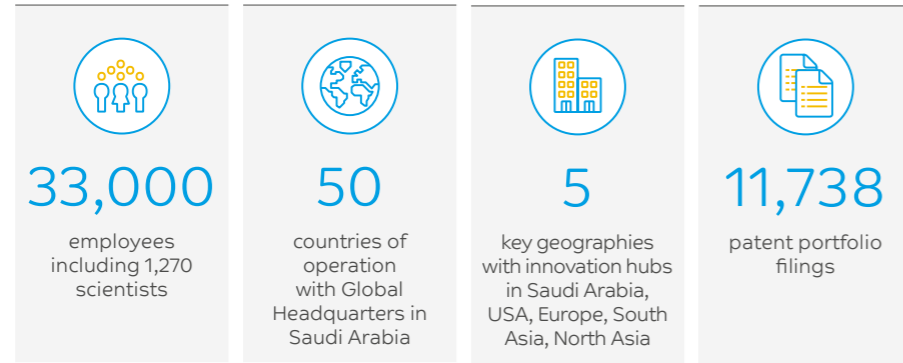 33,000
employees
including 1,270
scientists
50
countries of
operation
with Global
Headquarters in
Saudi Arabia
5
key geographies
with innovation hubs
in Saudi Arabia,
USA, Europe, South
Asia, North Asia
11,738
patent portfolio
filings